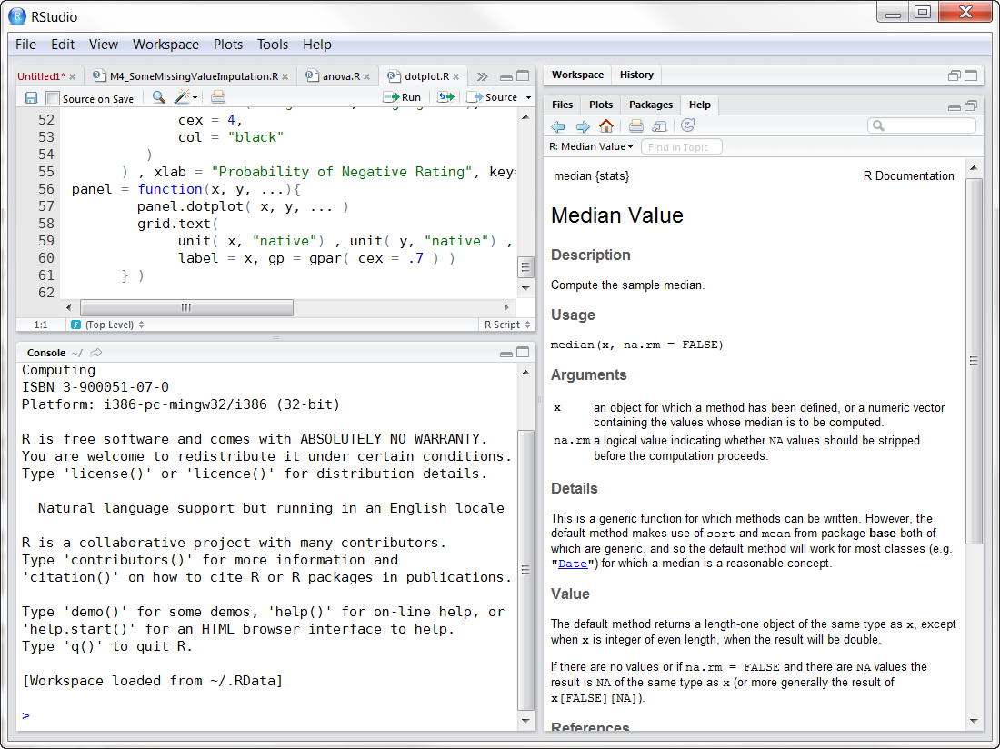 RStudio
File Edit View Workspace Plots Tools Help
Untitled1* × M4_SomeMissingValueImputation.R × anova.R × dotplot.R ×
Source on Save Run Source
52 cex = 4,
53 col = "black"
54 )
55 ) , xlab = "Probability of Negative Rating", key=
56 panel = function(x, y, ...){
57 panel.dotplot( x, y, ... )
58 grid.text(
59 unit( x, "native") , unit( y, "native") ,
60 label = x, gp = gpar( cex = .7 ) )
61 } )
62
1:1 (Top Level) R Script
Console ~/
Computing
ISBN 3-900051-07-0
Platform: i386-pc-mingw32/i386 (32-bit)
R is free software and comes with ABSOLUTELY NO WARRANTY.
You are welcome to redistribute it under certain conditions.
Type 'license()' or 'licence()' for distribution details.
Natural language support but running in an English locale
R is a collaborative project with many contributors.
Type 'contributors()' for more information and
'citation()' on how to cite R or R packages in publications.
Type 'demo()' for some demos, 'help()' for on-line help, or
'help.start()' for an HTML browser interface to help.
Type 'q()' to quit R.
[Workspace loaded from ~/.RData]
>
Workspace History
Files Plots Packages Help
R: Median Value Find in Topic
median {stats} R Documentation
Median Value
Description
Compute the sample median.
Usage
median(x, na.rm = FALSE)
Arguments
x an object for which a method has been defined, or a numeric vector
containing the values whose median is to be computed.
na.rm a logical value indicating whether NA values should be stripped
before the computation proceeds.
Details
This is a generic function for which methods can be written. However, the
default method makes use of sort and mean from package base both of
which are generic, and so the default method will work for most classes (e.g.
"Date") for which a median is a reasonable concept.
Value
The default method returns a length-one object of the same type as x, except
when x is integer of even length, when the result will be double.
If there are no values or if na.rm = FALSE and there are NA values the
result is NA of the same type as x (or more generally the result of
x[FALSE][NA]).
References